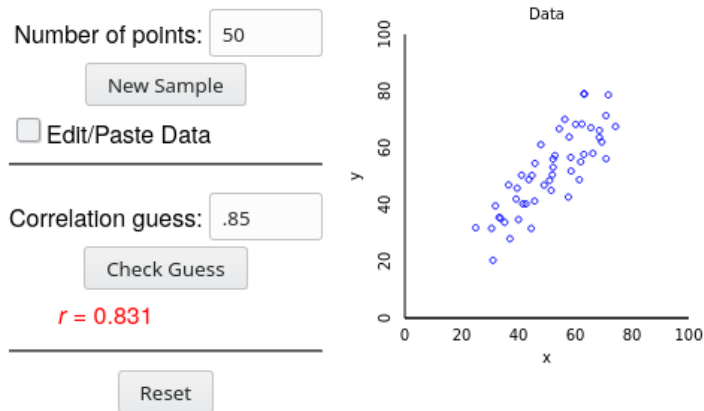 Number of points: 50
New Sample
Edit/Paste Data
Correlation guess: .85
Check Guess
r = 0.831
Reset
Data
100
80
60
40
20
0
y
0 20 40 60 80 100
x